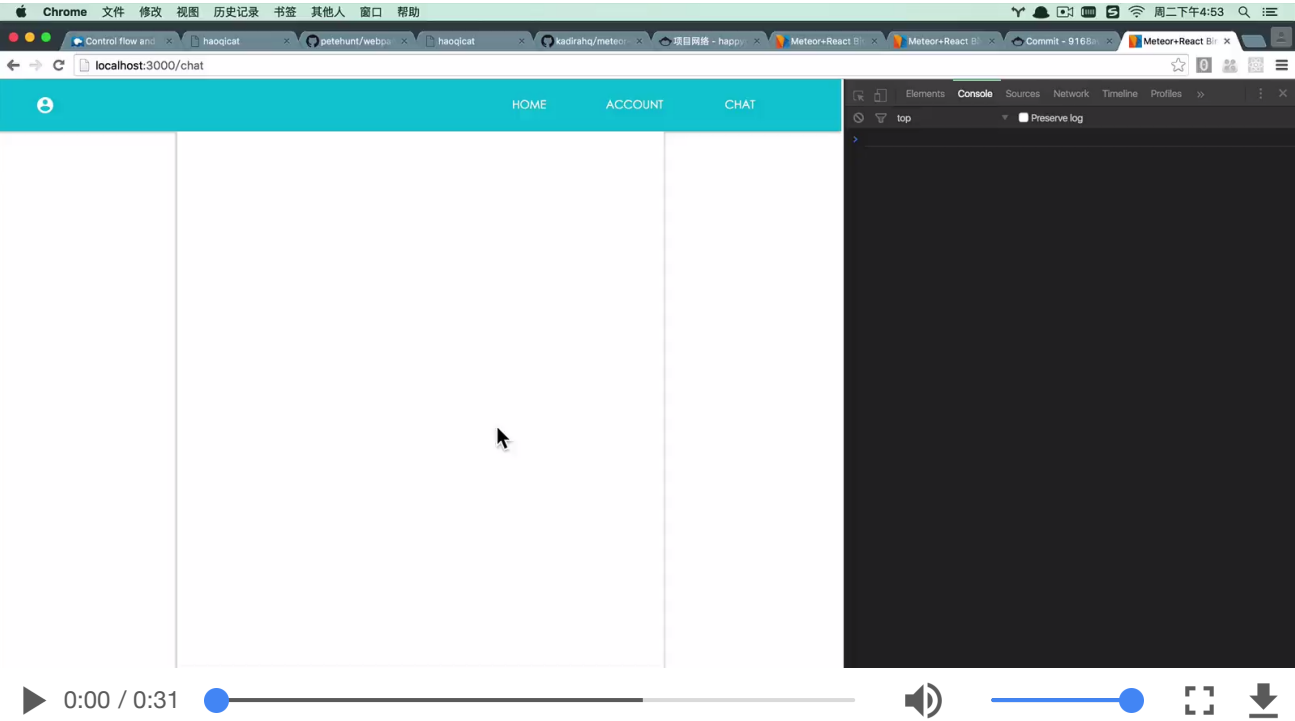 Chrome 文件 修改 视图 历史记录 书签 其他人 窗口 帮助 周二下午4:53
Control flow and haoqicat petehunt/webpa haoqicat kadirahq/meteor 项目网络 - happy Meteor+React Bir Meteor+React Bi Commit - 9168a Meteor+React Bir
localhost:3000/chat
HOME ACCOUNT CHAT
Elements Console Sources Network Timeline Profiles »
top Preserve log
>
0:00 / 0:31